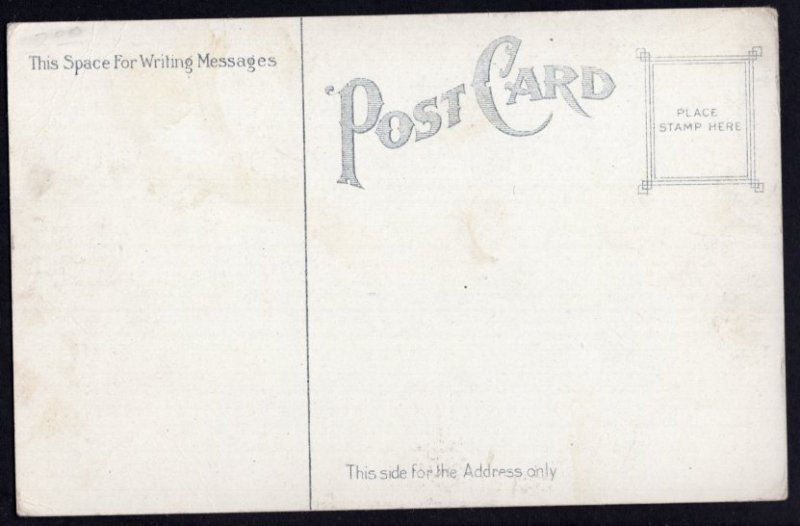 This Space For Writing Messages
POST CARD
PLACE
STAMP HERE
This side for the Address only